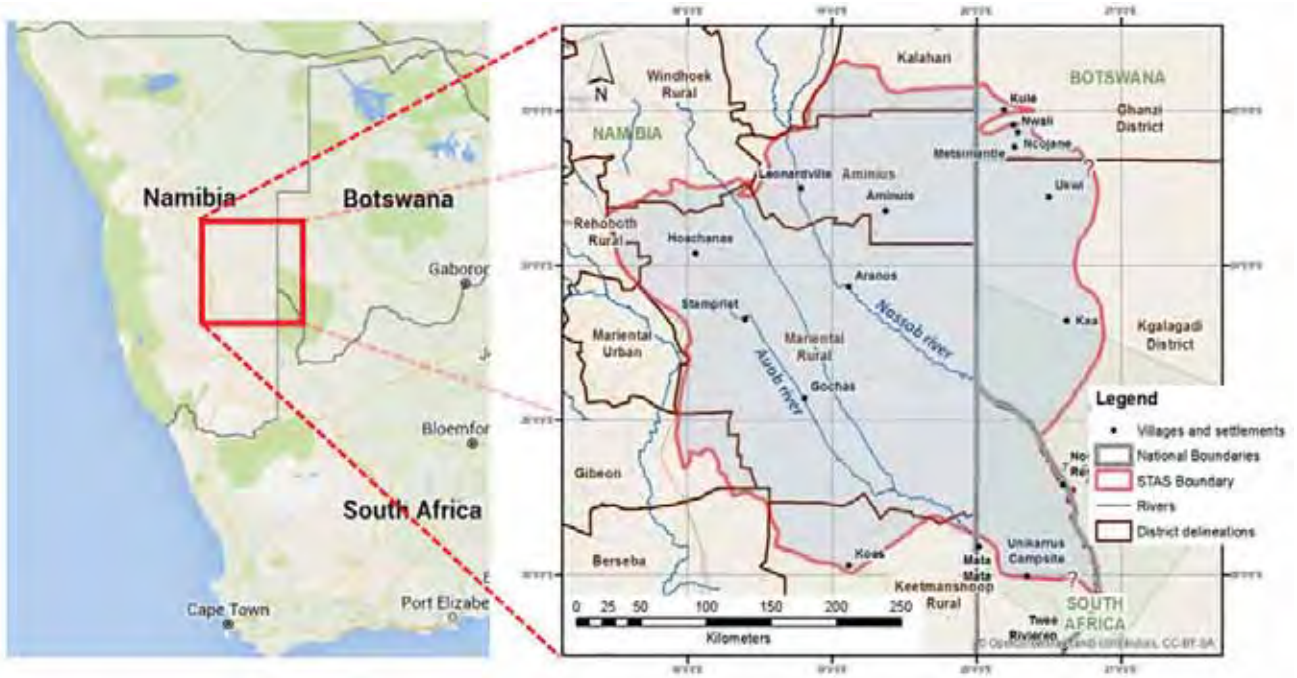 Namibia
Botswana
Gaboron
Bloemfon
South Africa
Cape Town
Port Elizabe
N
Kalahari
Windhoek
Rural
BOTSWANA
Ghanzi
District
NAMIBIA
Kule
Nwali
Ncojane
Metsimantle
Leonardville
Aminius
Aminuis
Ukwi
Rehoboth
Rural
Hoachanas
Aranos
Nassob river
Stampriet
Kaa
Kgalagadi
District
Mariental
Urban
Mariental
Rural
Auob river
Gochas
Gibeon
Berseba
Koes
Mata
Mata
Unikarrus
Campsite
?
?
Keetmanshoop
Rural
SOUTH
AFRICA
Twee
Rivieren
Legend
Villages and settlements
National Boundaries
STAS Boundary
Rivers
District delineations
0 25 50 100 150 200 250
Kilometers